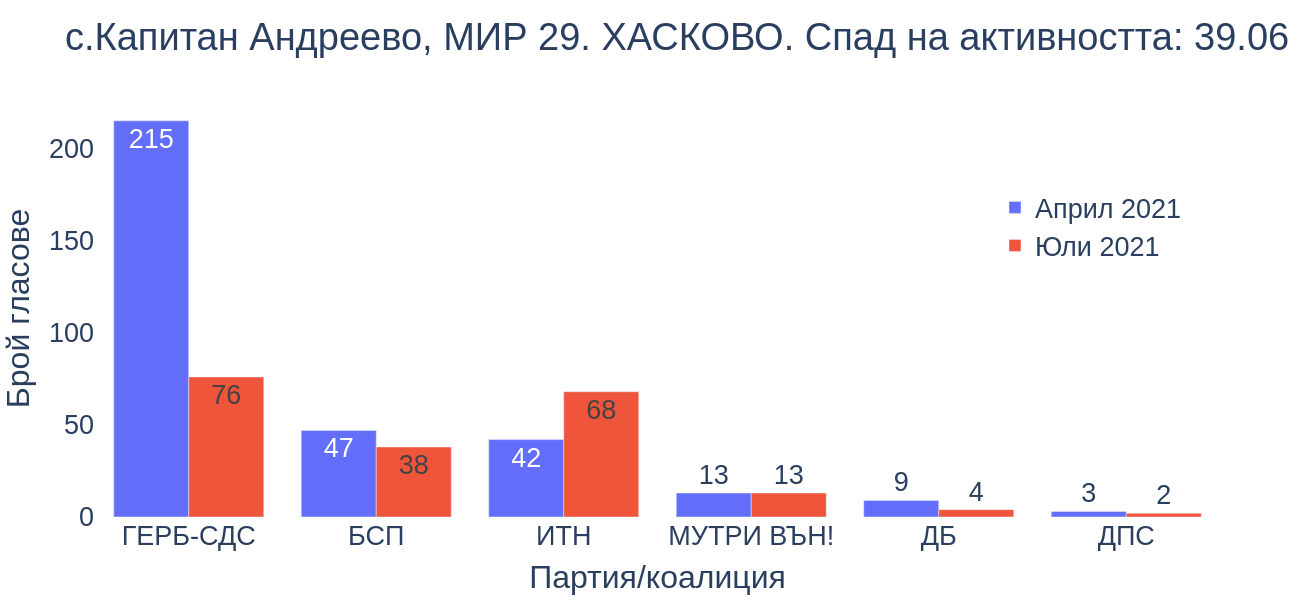 с.Капитан Андреево, МИР 29. ХАСКОВО. Спад на активността: 39.06
Брой гласове
200
150
100
50
0
215
76
47
38
42
68
13
13
9
4
3
2
Април 2021
Юли 2021
ГЕРБ-СДС
БСП
ИТН
МУТРИ ВЪН!
ДБ
ДПС
Партия/коалиция